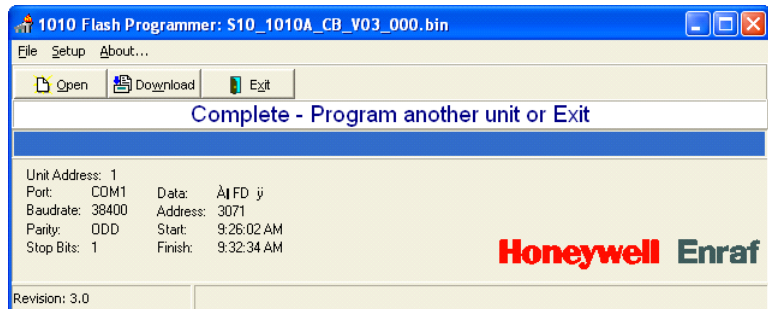 1010 Flash Programmer: S10_1010A_CB_V03_000.bin
File Setup About...
Open Download Exit
Complete - Program another unit or Exit
Unit Address: 1
Port: COM1 Data: À¡FD ÿ
Baudrate: 38400 Address: 3071
Parity: ODD Start: 9:26:02 AM
Stop Bits: 1 Finish: 9:32:34 AM
Honeywell Enraf
Revision: 3.0